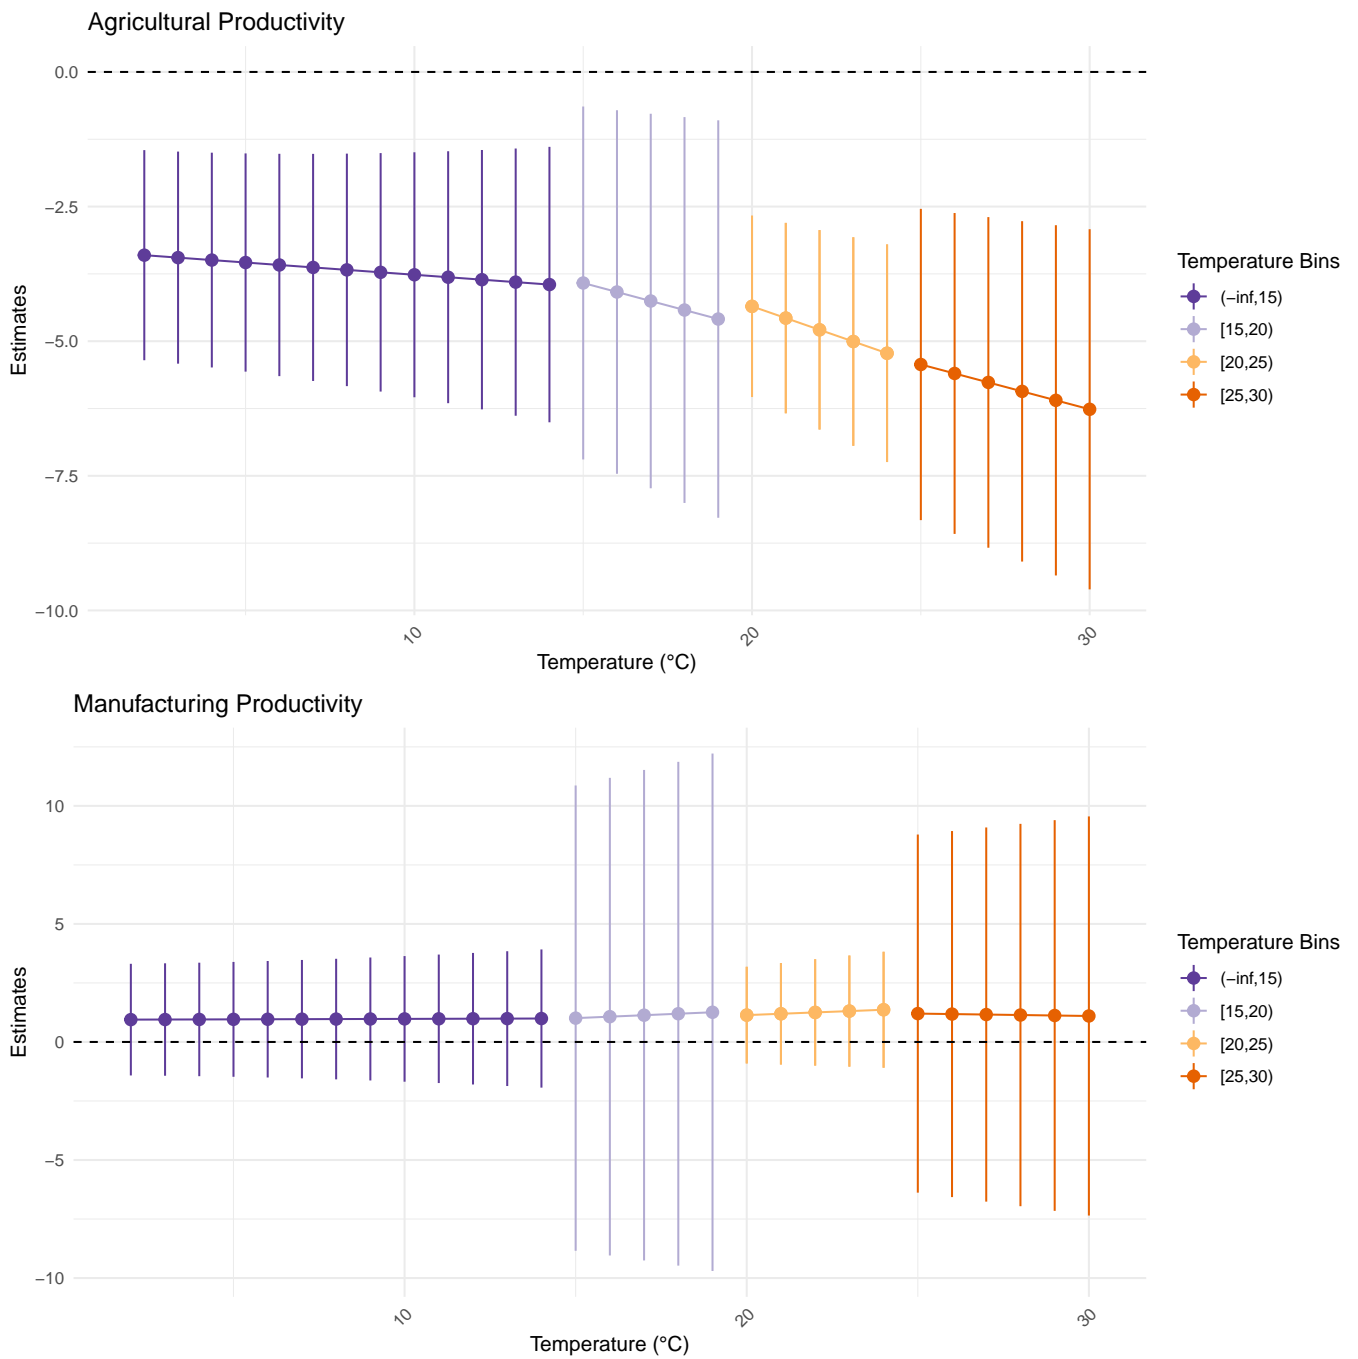 Agricultural Productivity
0.0
−2.5
−5.0
−7.5
−10.0
Estimates
10
20
30
Temperature (°C)
Temperature Bins
(−inf,15)
[15,20)
[20,25)
[25,30)
Manufacturing Productivity
10
5
0
−5
−10
Estimates
10
20
30
Temperature (°C)
Temperature Bins
(−inf,15)
[15,20)
[20,25)
[25,30)